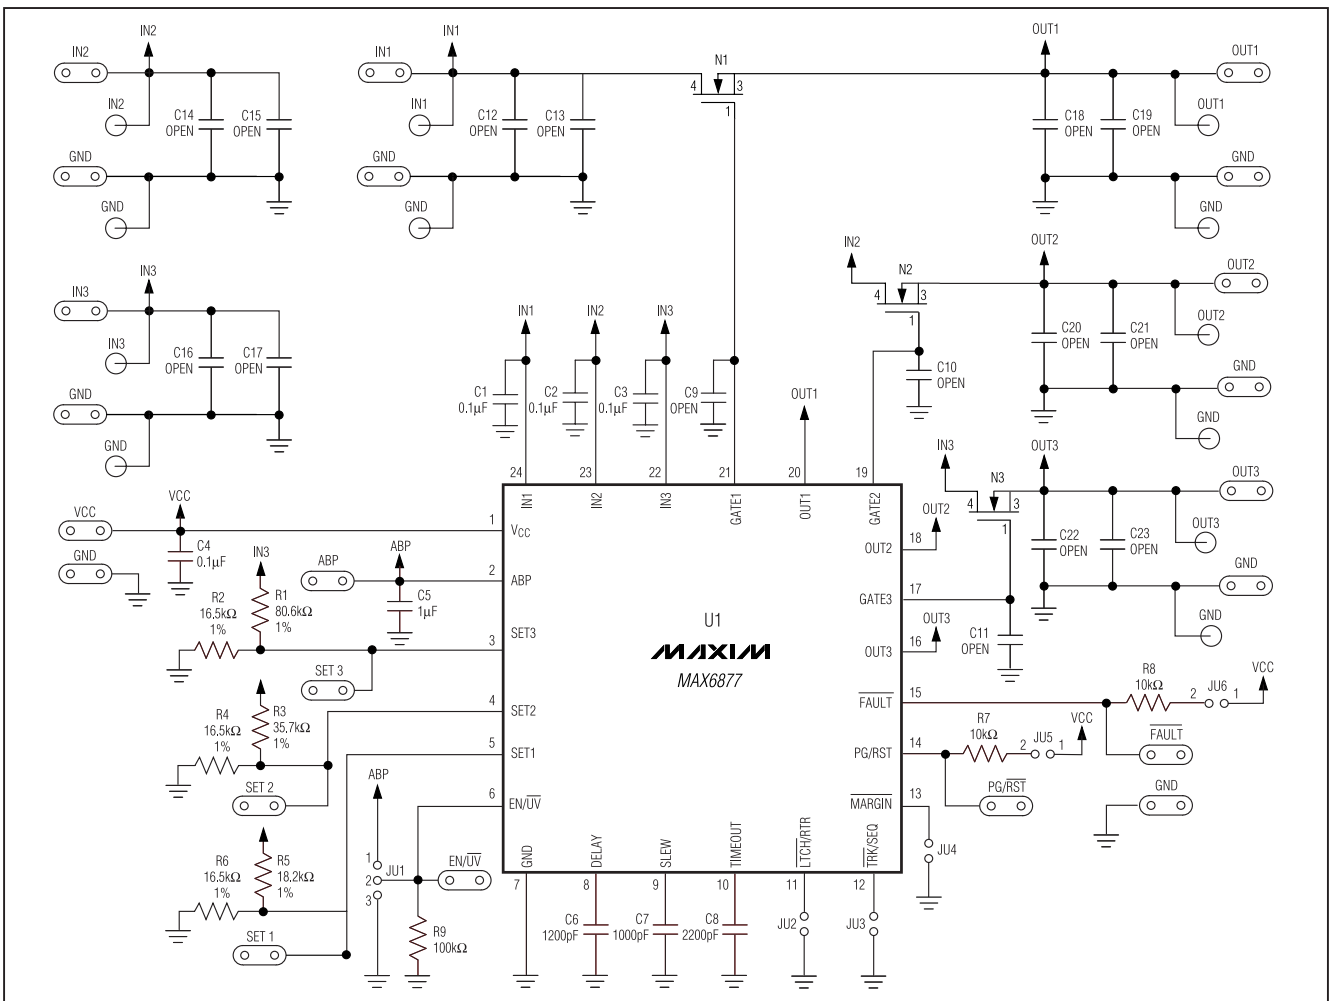 IN2
IN2
IN2
GND
GND
C14
OPEN
C15
OPEN
IN1
IN1
IN1
GND
GND
C12
OPEN
C13
OPEN
N1
4
3
1
OUT1
OUT1
OUT1
C18
OPEN
C19
OPEN
GND
GND
IN3
IN3
IN3
GND
GND
C16
OPEN
C17
OPEN
IN2
N2
4
3
1
OUT2
OUT2
OUT2
C20
OPEN
C21
OPEN
GND
GND
C10
OPEN
IN1
IN2
IN3
C1
0.1µF
C2
0.1µF
C3
0.1µF
C9
OPEN
OUT1
IN3
N3
4
3
1
OUT3
OUT3
OUT3
C22
OPEN
C23
OPEN
GND
GND
C11
OPEN
24
23
22
21
20
19
IN1
IN2
IN3
GATE1
OUT1
GATE2
VCC
VCC
GND
C4
0.1µF
1
VCC
ABP
ABP
2
ABP
C5
1µF
IN3
R1
80.6kΩ
1%
R2
16.5kΩ
1%
3
SET3
SET 3
R3
35.7kΩ
1%
R4
16.5kΩ
1%
4
SET2
SET 2
5
SET1
R5
18.2kΩ
1%
R6
16.5kΩ
1%
SET 1
6
EN/UV
ABP
1
2
3
JU1
EN/UV
R9
100kΩ
U1
MAXIM
MAX6877
18
OUT2
OUT2
17
GATE3
16
OUT3
OUT3
15
FAULT
R8
10kΩ
2
JU6
1
VCC
FAULT
14
PG/RST
R7
10kΩ
2
JU5
1
VCC
PG/RST
GND
13
MARGIN
JU4
GND
DELAY
SLEW
TIMEOUT
LTCH/RTR
TRK/SEQ
7
8
9
10
11
12
C6
1200pF
C7
1000pF
C8
2200pF
JU2
JU3